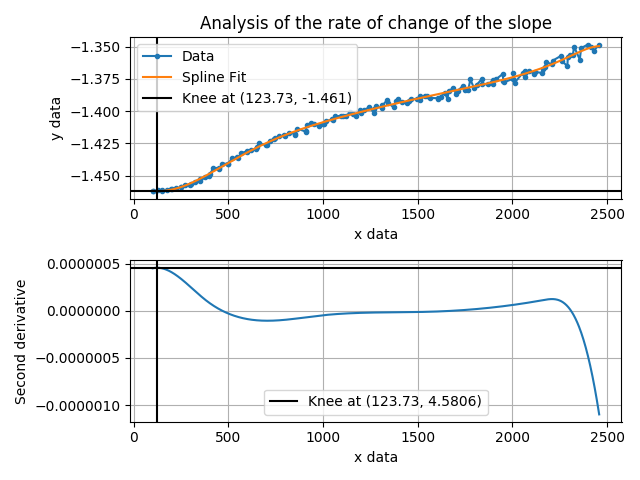 Analysis of the rate of change of the slope
−1.350
−1.375
−1.400
−1.425
−1.450
y data
Data
Spline Fit
Knee at (123.73, -1.461)
0 500 1000 1500 2000 2500
x data
0.0000005
0.0000000
−0.0000005
−0.0000010
Second derivative
Knee at (123.73, 4.5806)
0 500 1000 1500 2000 2500
x data